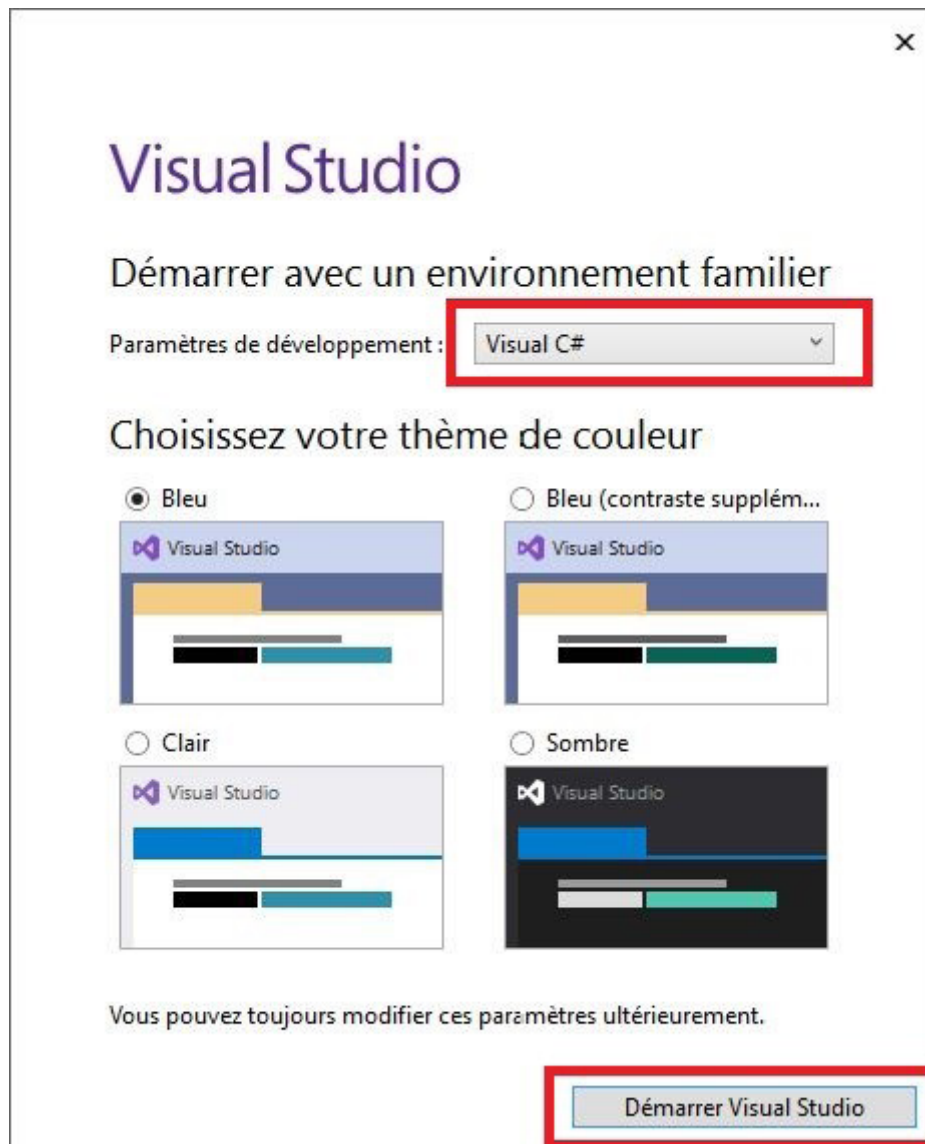 Visual Studio
Démarrer avec un environnement familier
Paramètres de développement : Visual C#
Choisissez votre thème de couleur
Bleu
Bleu (contraste supplém...
Visual Studio
Visual Studio
Clair
Sombre
Visual Studio
Visual Studio
Vous pouvez toujours modifier ces paramètres ultérieurement.
Démarrer Visual Studio